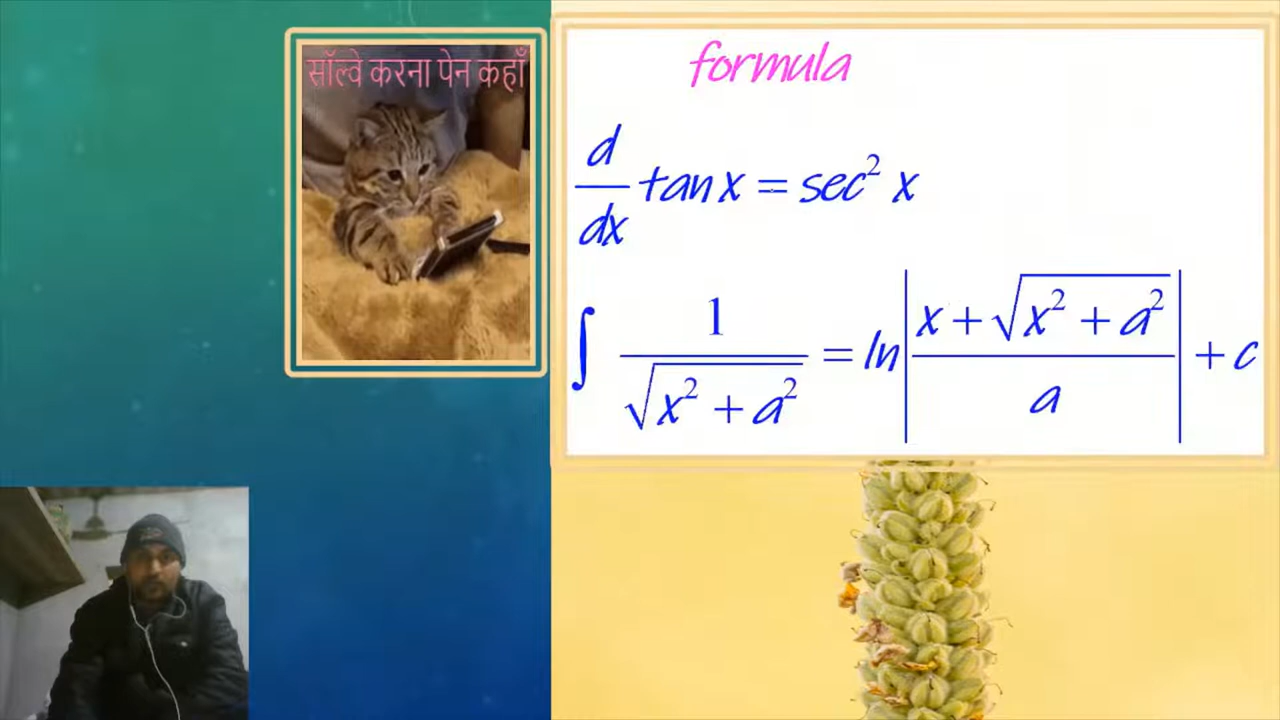 सॉल्वे करना पेन कहाँ
formula
d/dx tan x = sec² x
∫ 1/√(x² + a²) = ln |(x + √(x² + a²))/a| + c